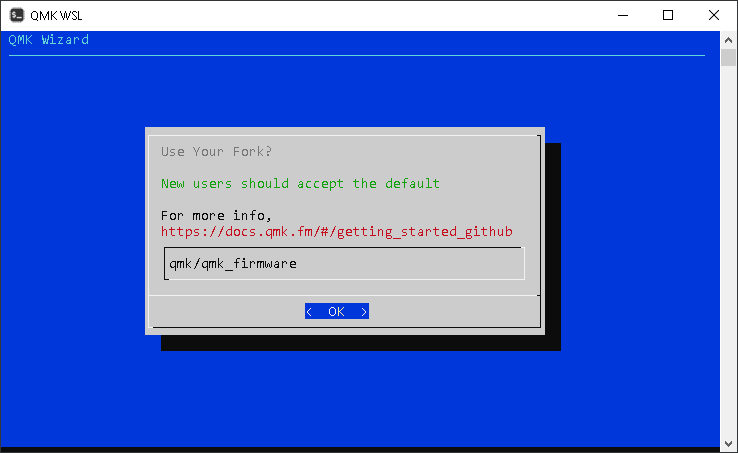 QMK WSL
QMK Wizard
Use Your Fork?
New users should accept the default
For more info,
https://docs.qmk.fm/#/getting_started_github
qmk/qmk_firmware
< OK >